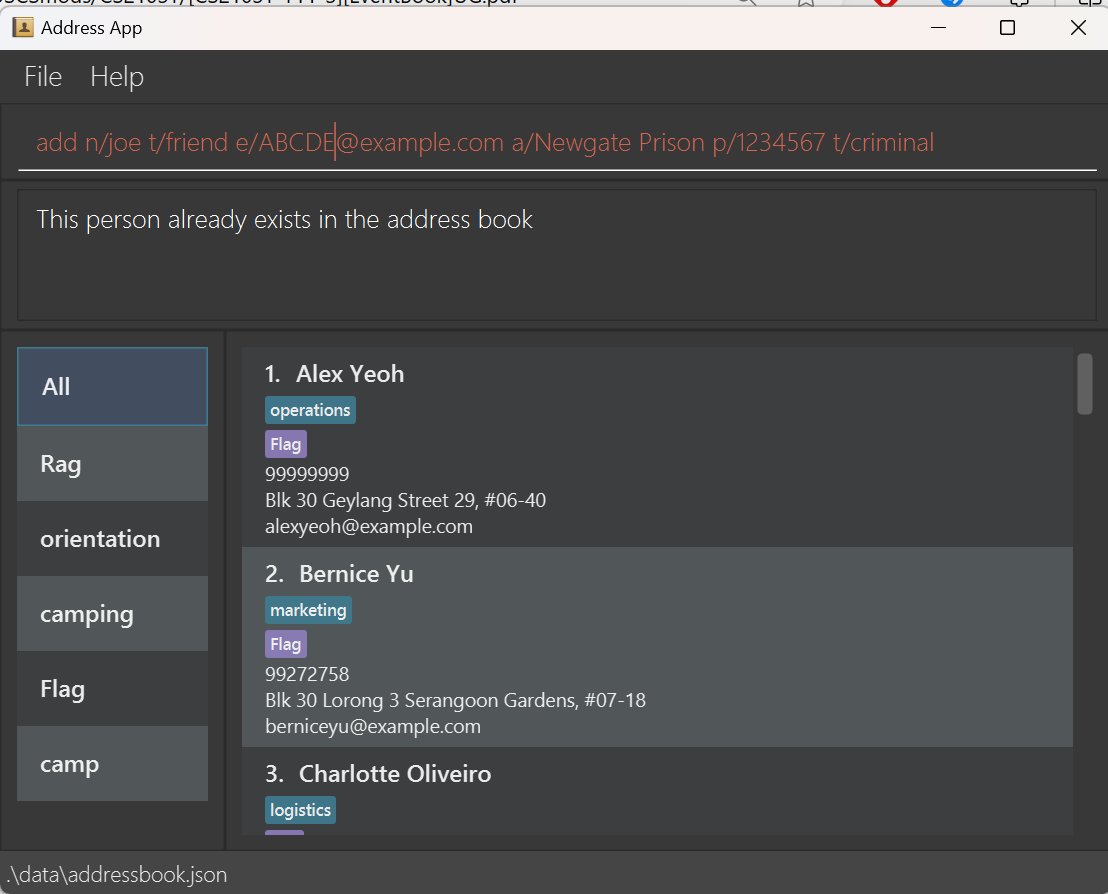 Address App
File Help
add n/joe t/friend e/ABCDE@example.com a/Newgate Prison p/1234567 t/criminal
This person already exists in the address book
All
Rag
orientation
camping
Flag
camp
1. Alex Yeoh
operations
Flag
99999999
Blk 30 Geylang Street 29, #06-40
alexyeoh@example.com
2. Bernice Yu
marketing
Flag
99272758
Blk 30 Lorong 3 Serangoon Gardens, #07-18
berniceyu@example.com
3. Charlotte Oliveiro
logistics
.\data\addressbook.json